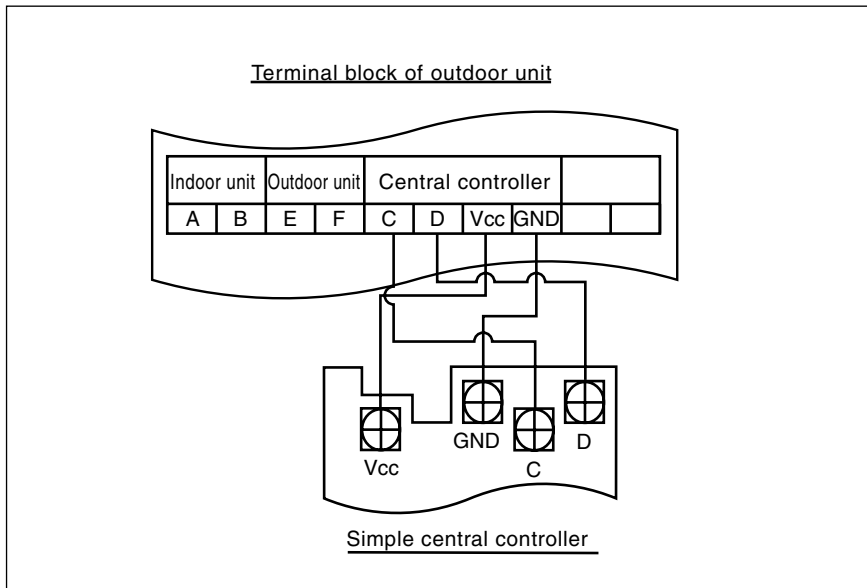 Terminal block of outdoor unit
Indoor unit Outdoor unit Central controller
A B E F C D Vcc GND
GND D
Vcc C
Simple central controller